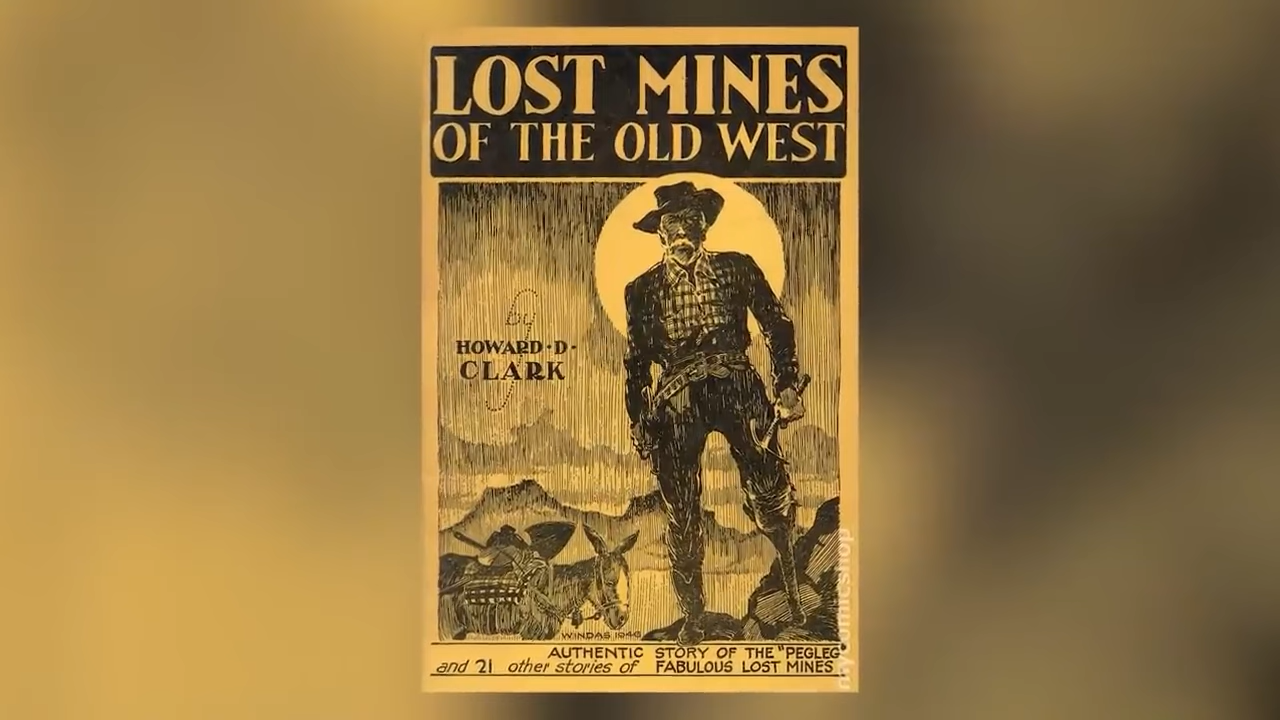 LOST MINES
OF THE OLD WEST
by
HOWARD · D ·
CLARK
WINDAS 1946
AUTHENTIC STORY OF THE "PEGLEG
and 21 other stories of FABULOUS LOST MINES
mycomicshop